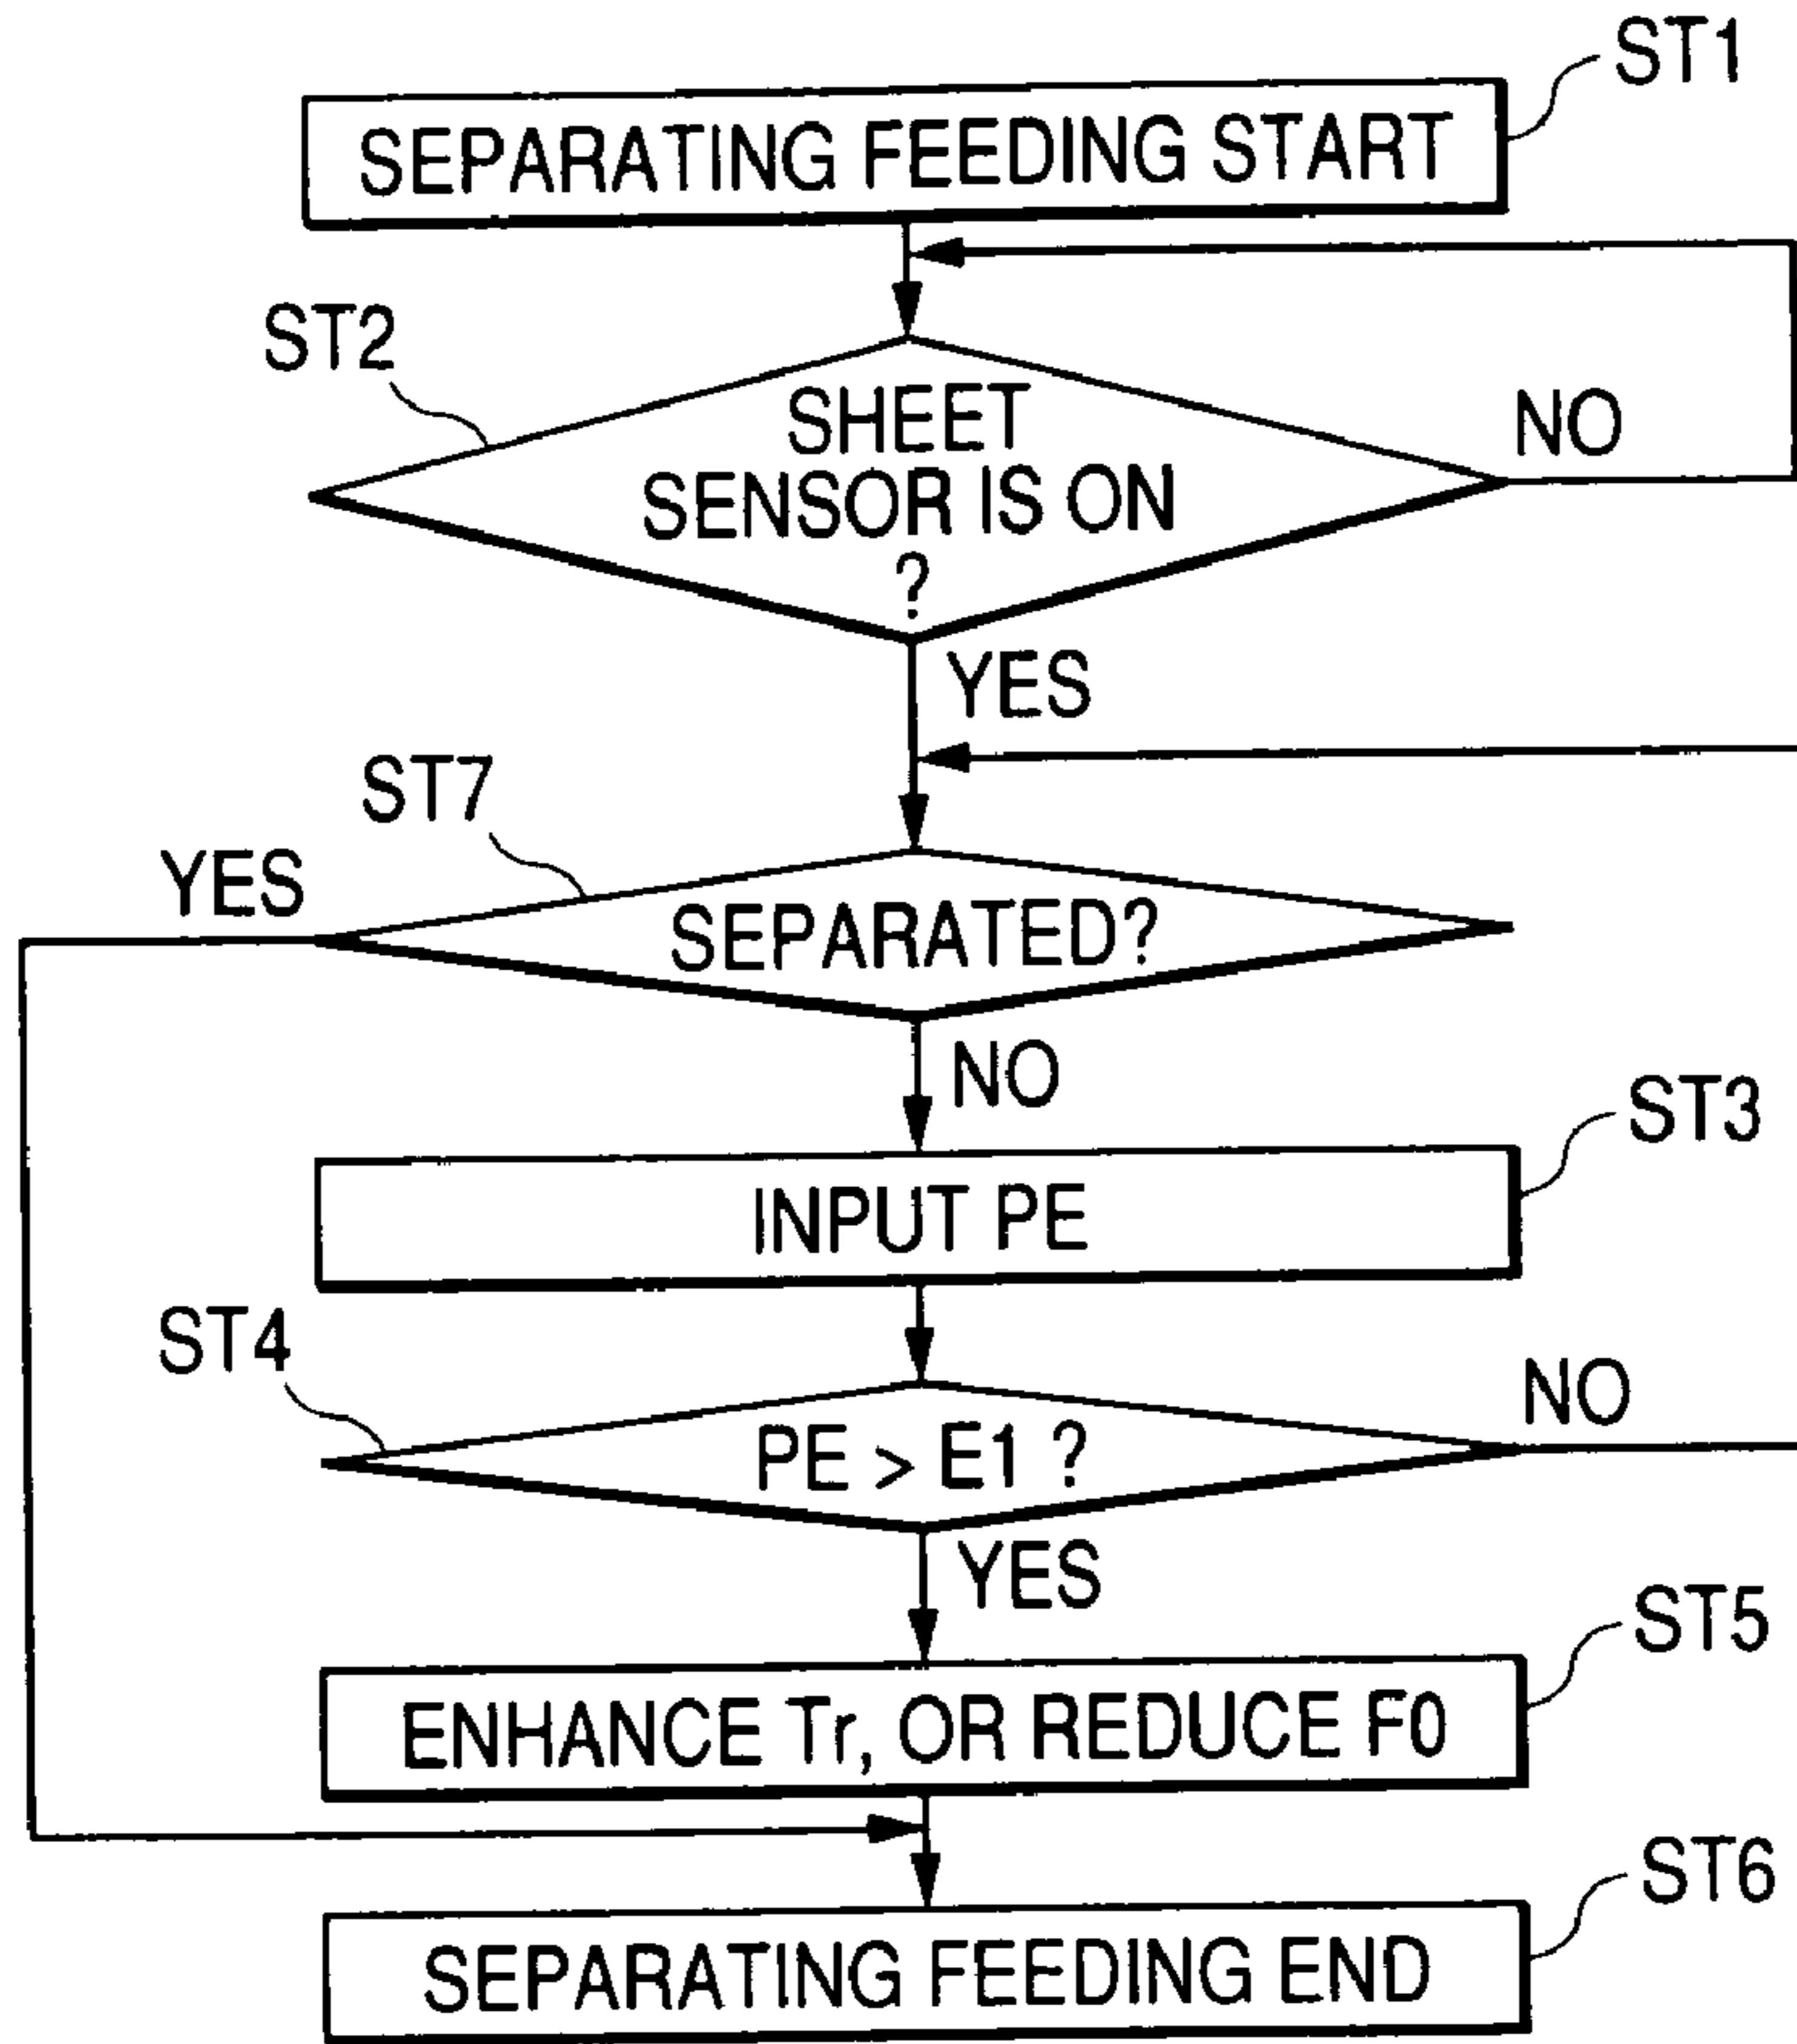 ST1
SEPARATING FEEDING START
ST2
SHEET
SENSOR IS ON
?
NO
YES
ST7
YES
SEPARATED?
NO
ST3
INPUT PE
ST4
PE > E1 ?
NO
YES
ST5
ENHANCE Tr, OR REDUCE F0
ST6
SEPARATING FEEDING END